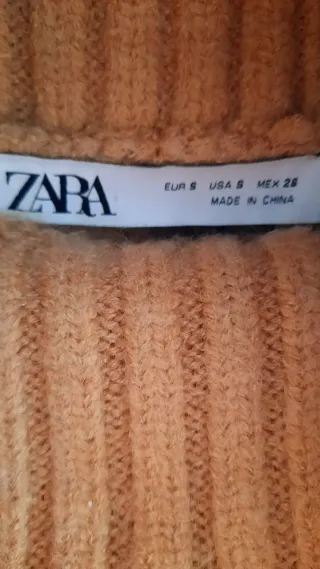 ZARA
EUR S USA S MEX 26
MADE IN CHINA